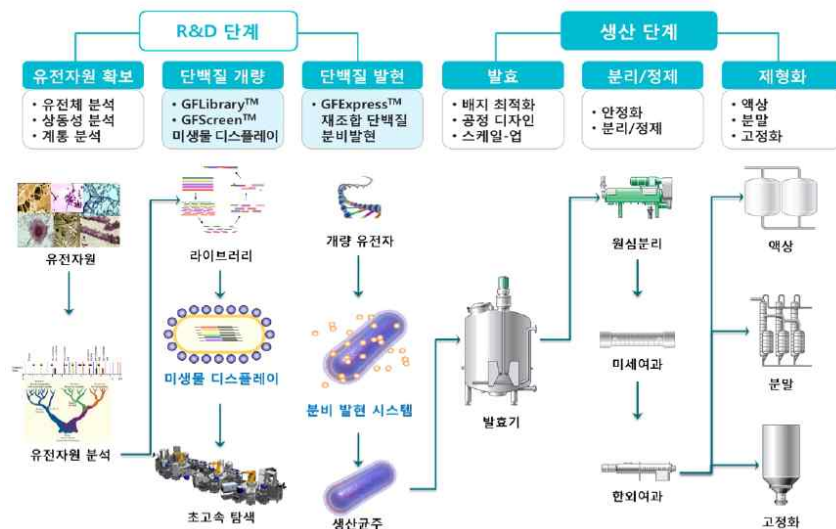 R&D 단계
생산 단계
유전자원 확보
단백질 개량
단백질 발현
발효
분리/정제
제형화
• 유전체 분석
• 상동성 분석
• 계통 분석
• GFLibrary™
• GFScreen™
미생물 디스플레이
• GFExpress™
재조합 단백질
분비발현
• 배지 최적화
• 공정 디자인
• 스케일-업
• 안정화
• 분리/정제
• 액상
• 분말
• 고정화
유전자원
유전자원 분석
라이브러리
미생물 디스플레이
초고속 탐색
개량 유전자
분비 발현 시스템
생산균주
발효기
원심분리
미세여과
한외여과
액상
분말
고정화